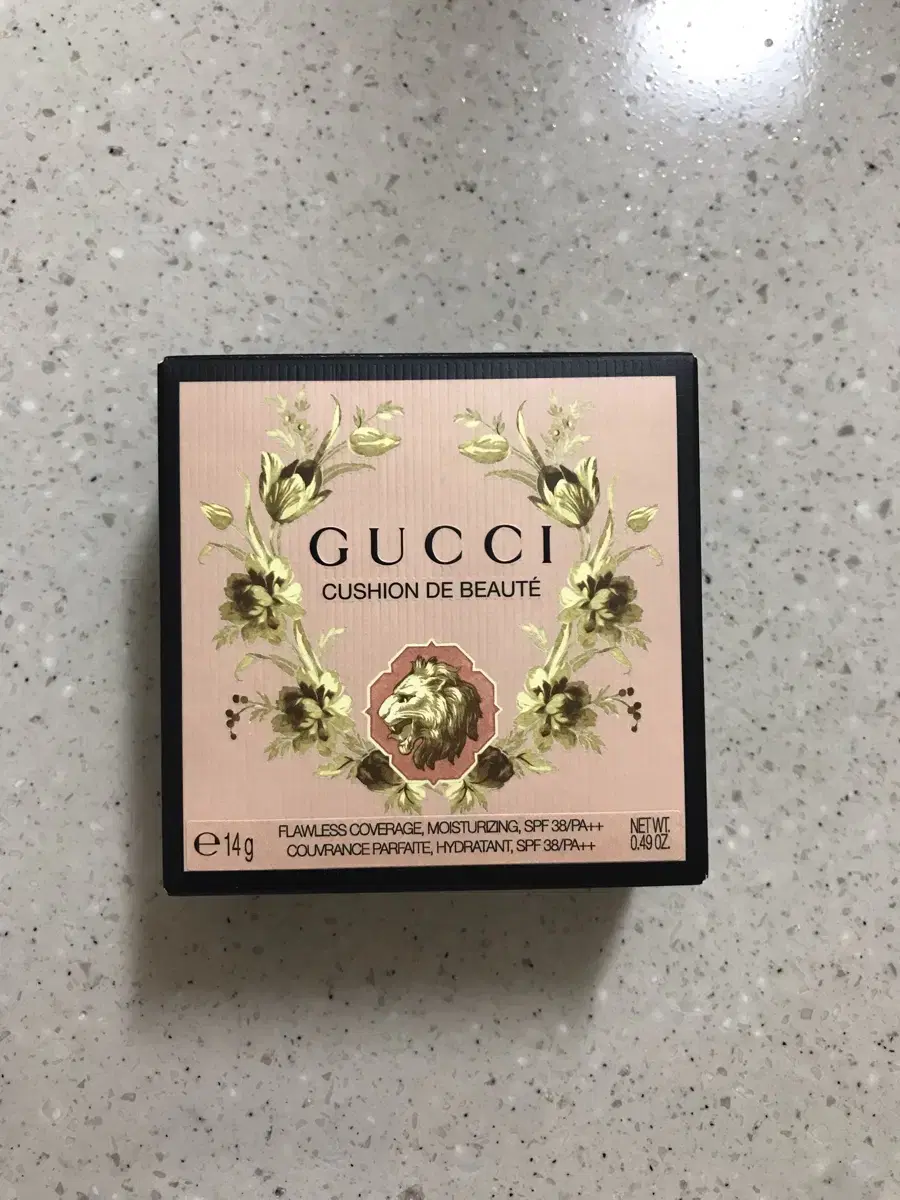 GUCCI
CUSHION DE BEAUTÉ
FLAWLESS COVERAGE, MOISTURIZING, SPF 38/PA++
COUVRANCE PARFAITE, HYDRATANT, SPF 38/PA++
℮14g
NET WT.
0.49 OZ.